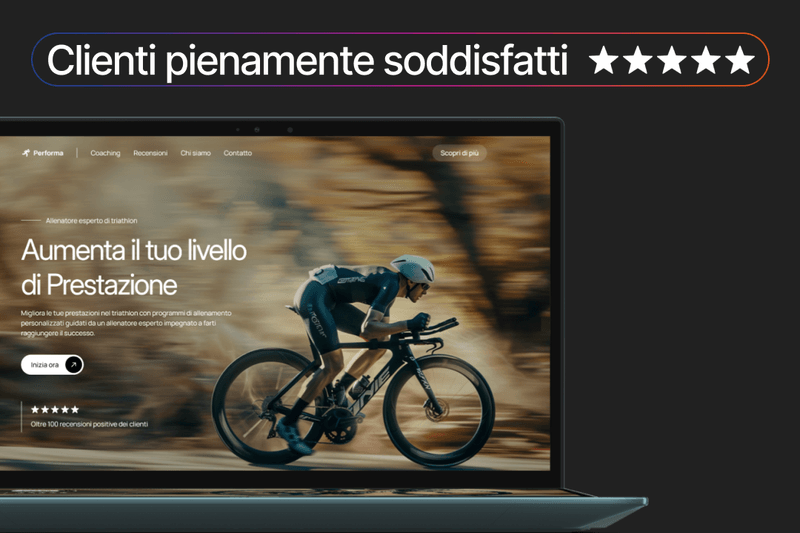 Clienti pienamente soddisfatti
Performa
Coaching
Recensioni
Chi siamo
Contatto
Scopri di più
Allenatore esperto di triathlon
Aumenta il tuo livello
di Prestazione
Migliora le tue prestazioni nel triathlon con programmi di allenamento
personalizzati guidati da un allenatore esperto impegnato a farti
raggiungere il successo.
Inizia ora
Oltre 100 recensioni positive dei clienti